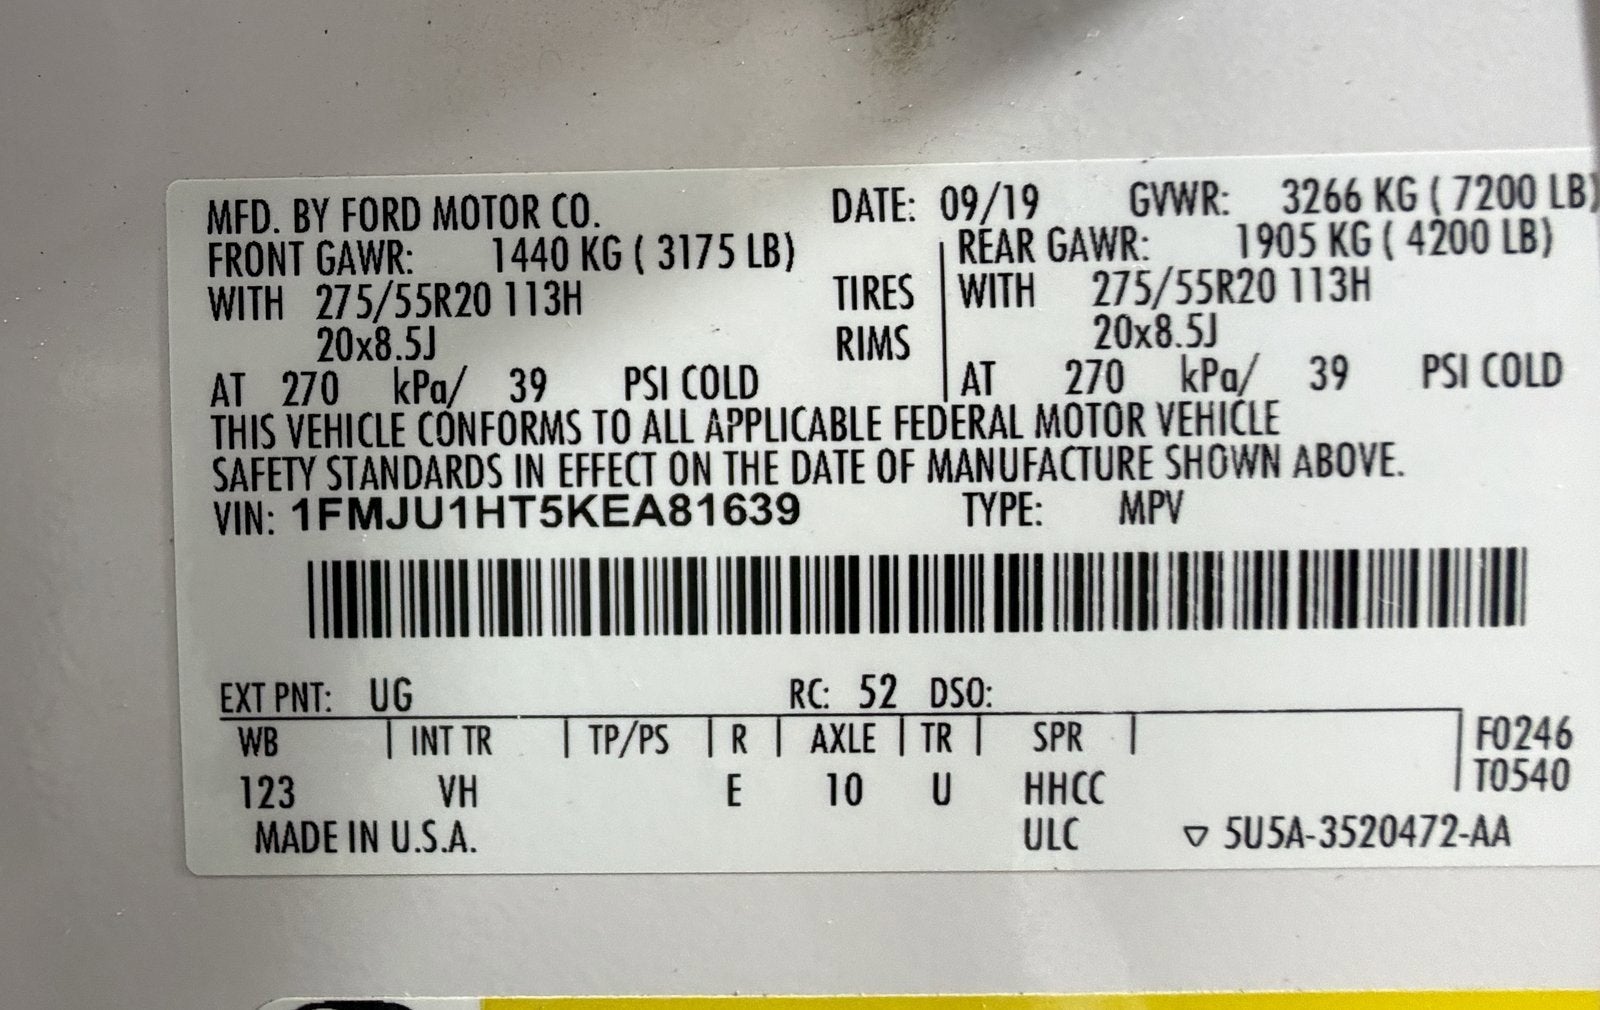 MFD. BY FORD MOTOR CO. DATE: 09/19 GVWR: 3266 KG ( 7200 LB)
FRONT GAWR: 1440 KG ( 3175 LB) REAR GAWR: 1905 KG ( 4200 LB)
WITH 275/55R20 113H TIRES WITH 275/55R20 113H
20x8.5J RIMS 20x8.5J
AT 270 kPa/ 39 PSI COLD AT 270 kPa/ 39 PSI COLD
THIS VEHICLE CONFORMS TO ALL APPLICABLE FEDERAL MOTOR VEHICLE
SAFETY STANDARDS IN EFFECT ON THE DATE OF MANUFACTURE SHOWN ABOVE.
VIN: 1FMJU1HT5KEA81639 TYPE: MPV
EXT PNT: UG RC: 52 DSO:
WB INT TR TP/PS R AXLE TR SPR F0246
123 VH E 10 U HHCC T0540
MADE IN U.S.A. ULC ▽ 5U5A-3520472-AA